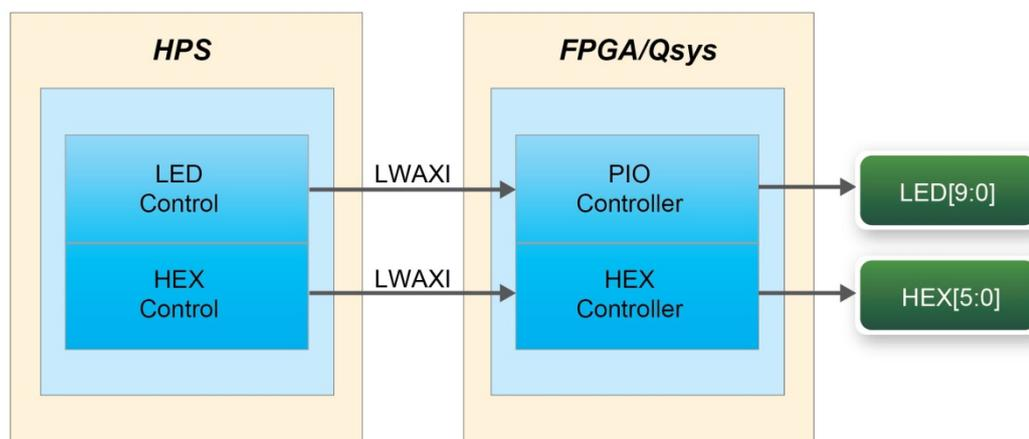 HPS
FPGA/Qsys
LED
Control
LWAXI
PIO
Controller
LED[9:0]
HEX
Control
LWAXI
HEX
Controller
HEX[5:0]